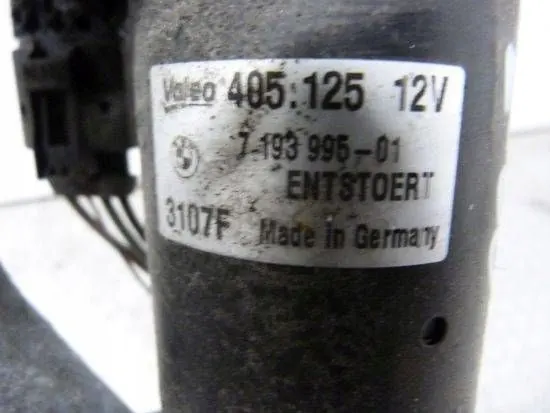 Valeo 405.125 12V
7 193 995-01
ENTSTOERT
3107F Made in Germany